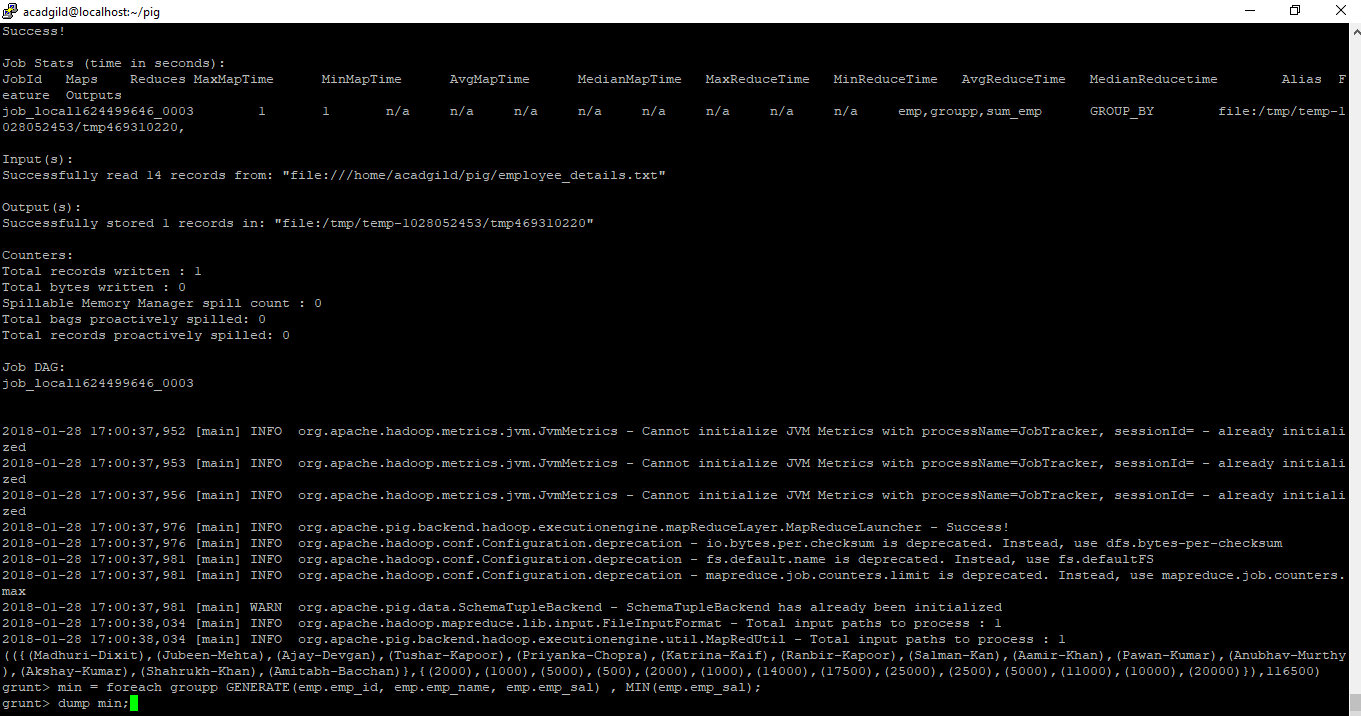 acadgild@localhost:~/pig
Success!
Job Stats (time in seconds):
JobId Maps Reduces MaxMapTime MinMapTime AvgMapTime MedianMapTime MaxReduceTime MinReduceTime AvgReduceTime MedianReducetime Alias F
eature Outputs
job_local1624499646_0003 1 1 n/a n/a n/a n/a n/a n/a n/a n/a emp,groupp,sum_emp GROUP_BY file:/tmp/temp-1
028052453/tmp469310220,
Input(s):
Successfully read 14 records from: "file:///home/acadgild/pig/employee_details.txt"
Output(s):
Successfully stored 1 records in: "file:/tmp/temp-1028052453/tmp469310220"
Counters:
Total records written : 1
Total bytes written : 0
Spillable Memory Manager spill count : 0
Total bags proactively spilled: 0
Total records proactively spilled: 0
Job DAG:
job_local1624499646_0003
2018-01-28 17:00:37,952 [main] INFO org.apache.hadoop.metrics.jvm.JvmMetrics - Cannot initialize JVM Metrics with processName=JobTracker, sessionId= - already initiali
zed
2018-01-28 17:00:37,953 [main] INFO org.apache.hadoop.metrics.jvm.JvmMetrics - Cannot initialize JVM Metrics with processName=JobTracker, sessionId= - already initiali
zed
2018-01-28 17:00:37,956 [main] INFO org.apache.hadoop.metrics.jvm.JvmMetrics - Cannot initialize JVM Metrics with processName=JobTracker, sessionId= - already initiali
zed
2018-01-28 17:00:37,976 [main] INFO org.apache.pig.backend.hadoop.executionengine.mapReduceLayer.MapReduceLauncher - Success!
2018-01-28 17:00:37,976 [main] INFO org.apache.hadoop.conf.Configuration.deprecation - io.bytes.per.checksum is deprecated. Instead, use dfs.bytes-per-checksum
2018-01-28 17:00:37,981 [main] INFO org.apache.hadoop.conf.Configuration.deprecation - fs.default.name is deprecated. Instead, use fs.defaultFS
2018-01-28 17:00:37,981 [main] INFO org.apache.hadoop.conf.Configuration.deprecation - mapreduce.job.counters.limit is deprecated. Instead, use mapreduce.job.counters.
max
2018-01-28 17:00:37,981 [main] WARN org.apache.pig.data.SchemaTupleBackend - SchemaTupleBackend has already been initialized
2018-01-28 17:00:38,034 [main] INFO org.apache.hadoop.mapreduce.lib.input.FileInputFormat - Total input paths to process : 1
2018-01-28 17:00:38,034 [main] INFO org.apache.pig.backend.hadoop.executionengine.util.MapRedUtil - Total input paths to process : 1
(({(Madhuri-Dixit),(Jubeen-Mehta),(Ajay-Devgan),(Tushar-Kapoor),(Priyanka-Chopra),(Katrina-Kaif),(Ranbir-Kapoor),(Salman-Kan),(Aamir-Khan),(Pawan-Kumar),(Anubhav-Murthy
),(Akshay-Kumar),(Shahrukh-Khan),(Amitabh-Bacchan)},{(2000),(1000),(5000),(500),(2000),(1000),(14000),(17500),(25000),(2500),(5000),(11000),(10000),(20000)}),116500)
grunt> min = foreach groupp GENERATE(emp.emp_id, emp.emp_name, emp.emp_sal) , MIN(emp.emp_sal);
grunt> dump min;